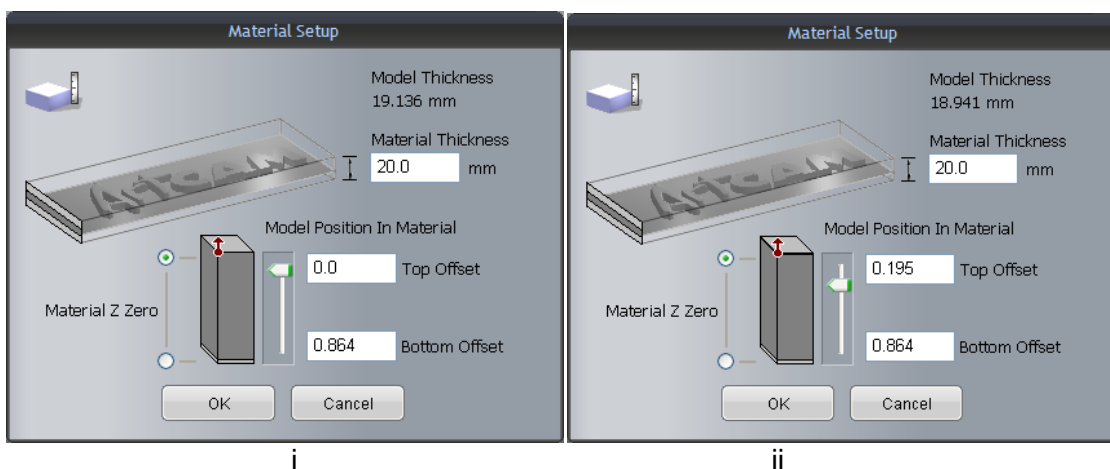 Material Setup
Model Thickness
19.136 mm
Material Thickness
20.0 mm
ArtCAM
Model Position In Material
0.0 Top Offset
Material Z Zero
0.864 Bottom Offset
OK Cancel
i
Material Setup
Model Thickness
18.941 mm
Material Thickness
20.0 mm
ArtCAM
Model Position In Material
0.195 Top Offset
Material Z Zero
0.864 Bottom Offset
OK Cancel
ii